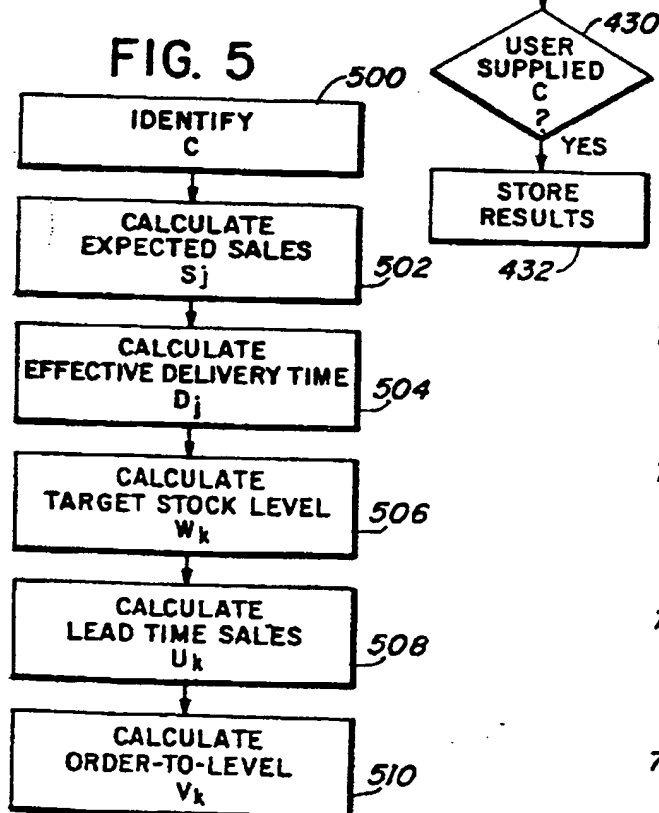 FIG. 5
500
IDENTIFY
C
CALCULATE
EXPECTED SALES
Sj
502
CALCULATE
EFFECTIVE DELIVERY TIME
Dj
504
CALCULATE
TARGET STOCK LEVEL
Wk
506
CALCULATE
LEAD TIME SALES
Uk
508
CALCULATE
ORDER-TO-LEVEL
Vk
510
430
USER
SUPPLIED
C
?
YES
STORE
RESULTS
432